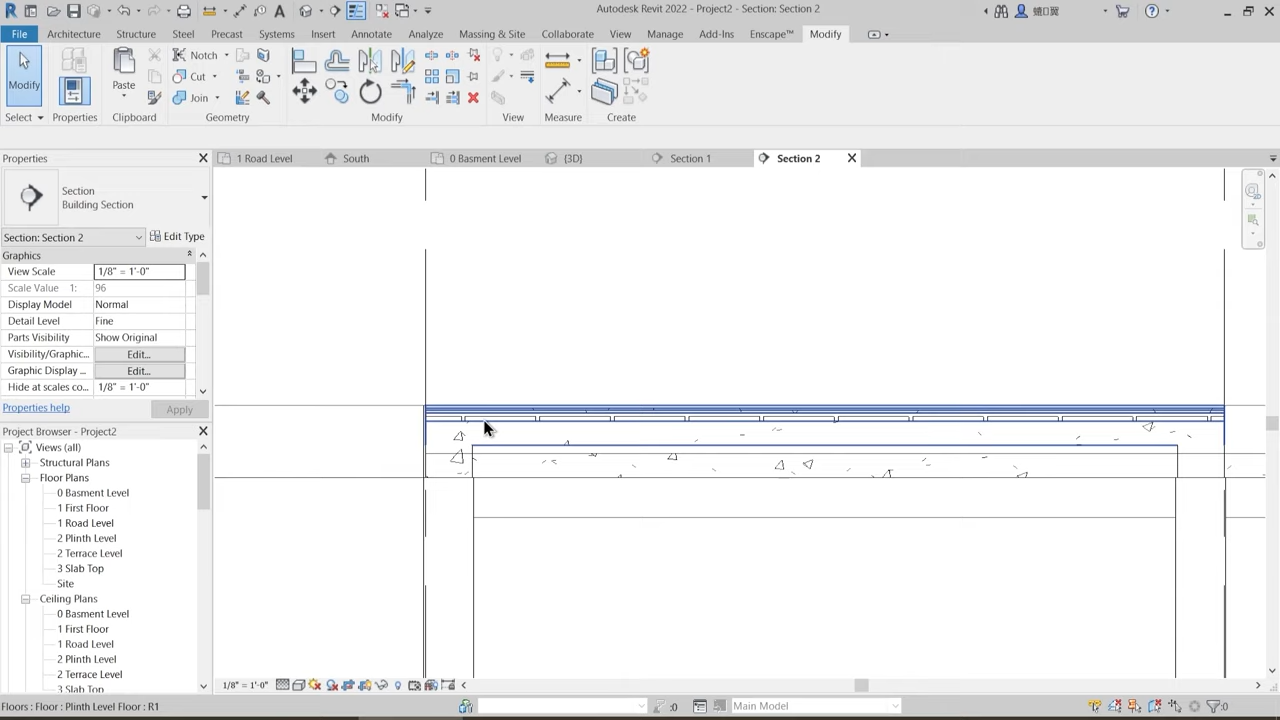 Autodesk Revit 2022 - Project2 - Section: Section 2
File Architecture Structure Steel Precast Systems Insert Annotate Analyze Massing & Site Collaborate View Manage Add-Ins Enscape™ Modify
Modify Paste Notch
Cut
Join
Select Properties Clipboard Geometry Modify View Measure Create
Properties
1 Road Level South 0 Basment Level {3D} Section 1 Section 2
Section
Building Section
Section: Section 2 Edit Type
Graphics
View Scale 1/8" = 1'-0"
Scale Value 1: 96
Display Model Normal
Detail Level Fine
Parts Visibility Show Original
Visibility/Graphic... Edit...
Graphic Display ... Edit...
Hide at scales co... 1/8" = 1'-0"
Properties help Apply
Project Browser - Project2
Views (all)
Structural Plans
Floor Plans
0 Basment Level
1 First Floor
1 Road Level
2 Plinth Level
2 Terrace Level
3 Slab Top
Site
Ceiling Plans
0 Basment Level
1 First Floor
1 Road Level
2 Plinth Level
2 Terrace Level
3 Slab Top
1/8" = 1'-0"
Floors : Floor : Plinth Level Floor : R1 :0 Main Model :0